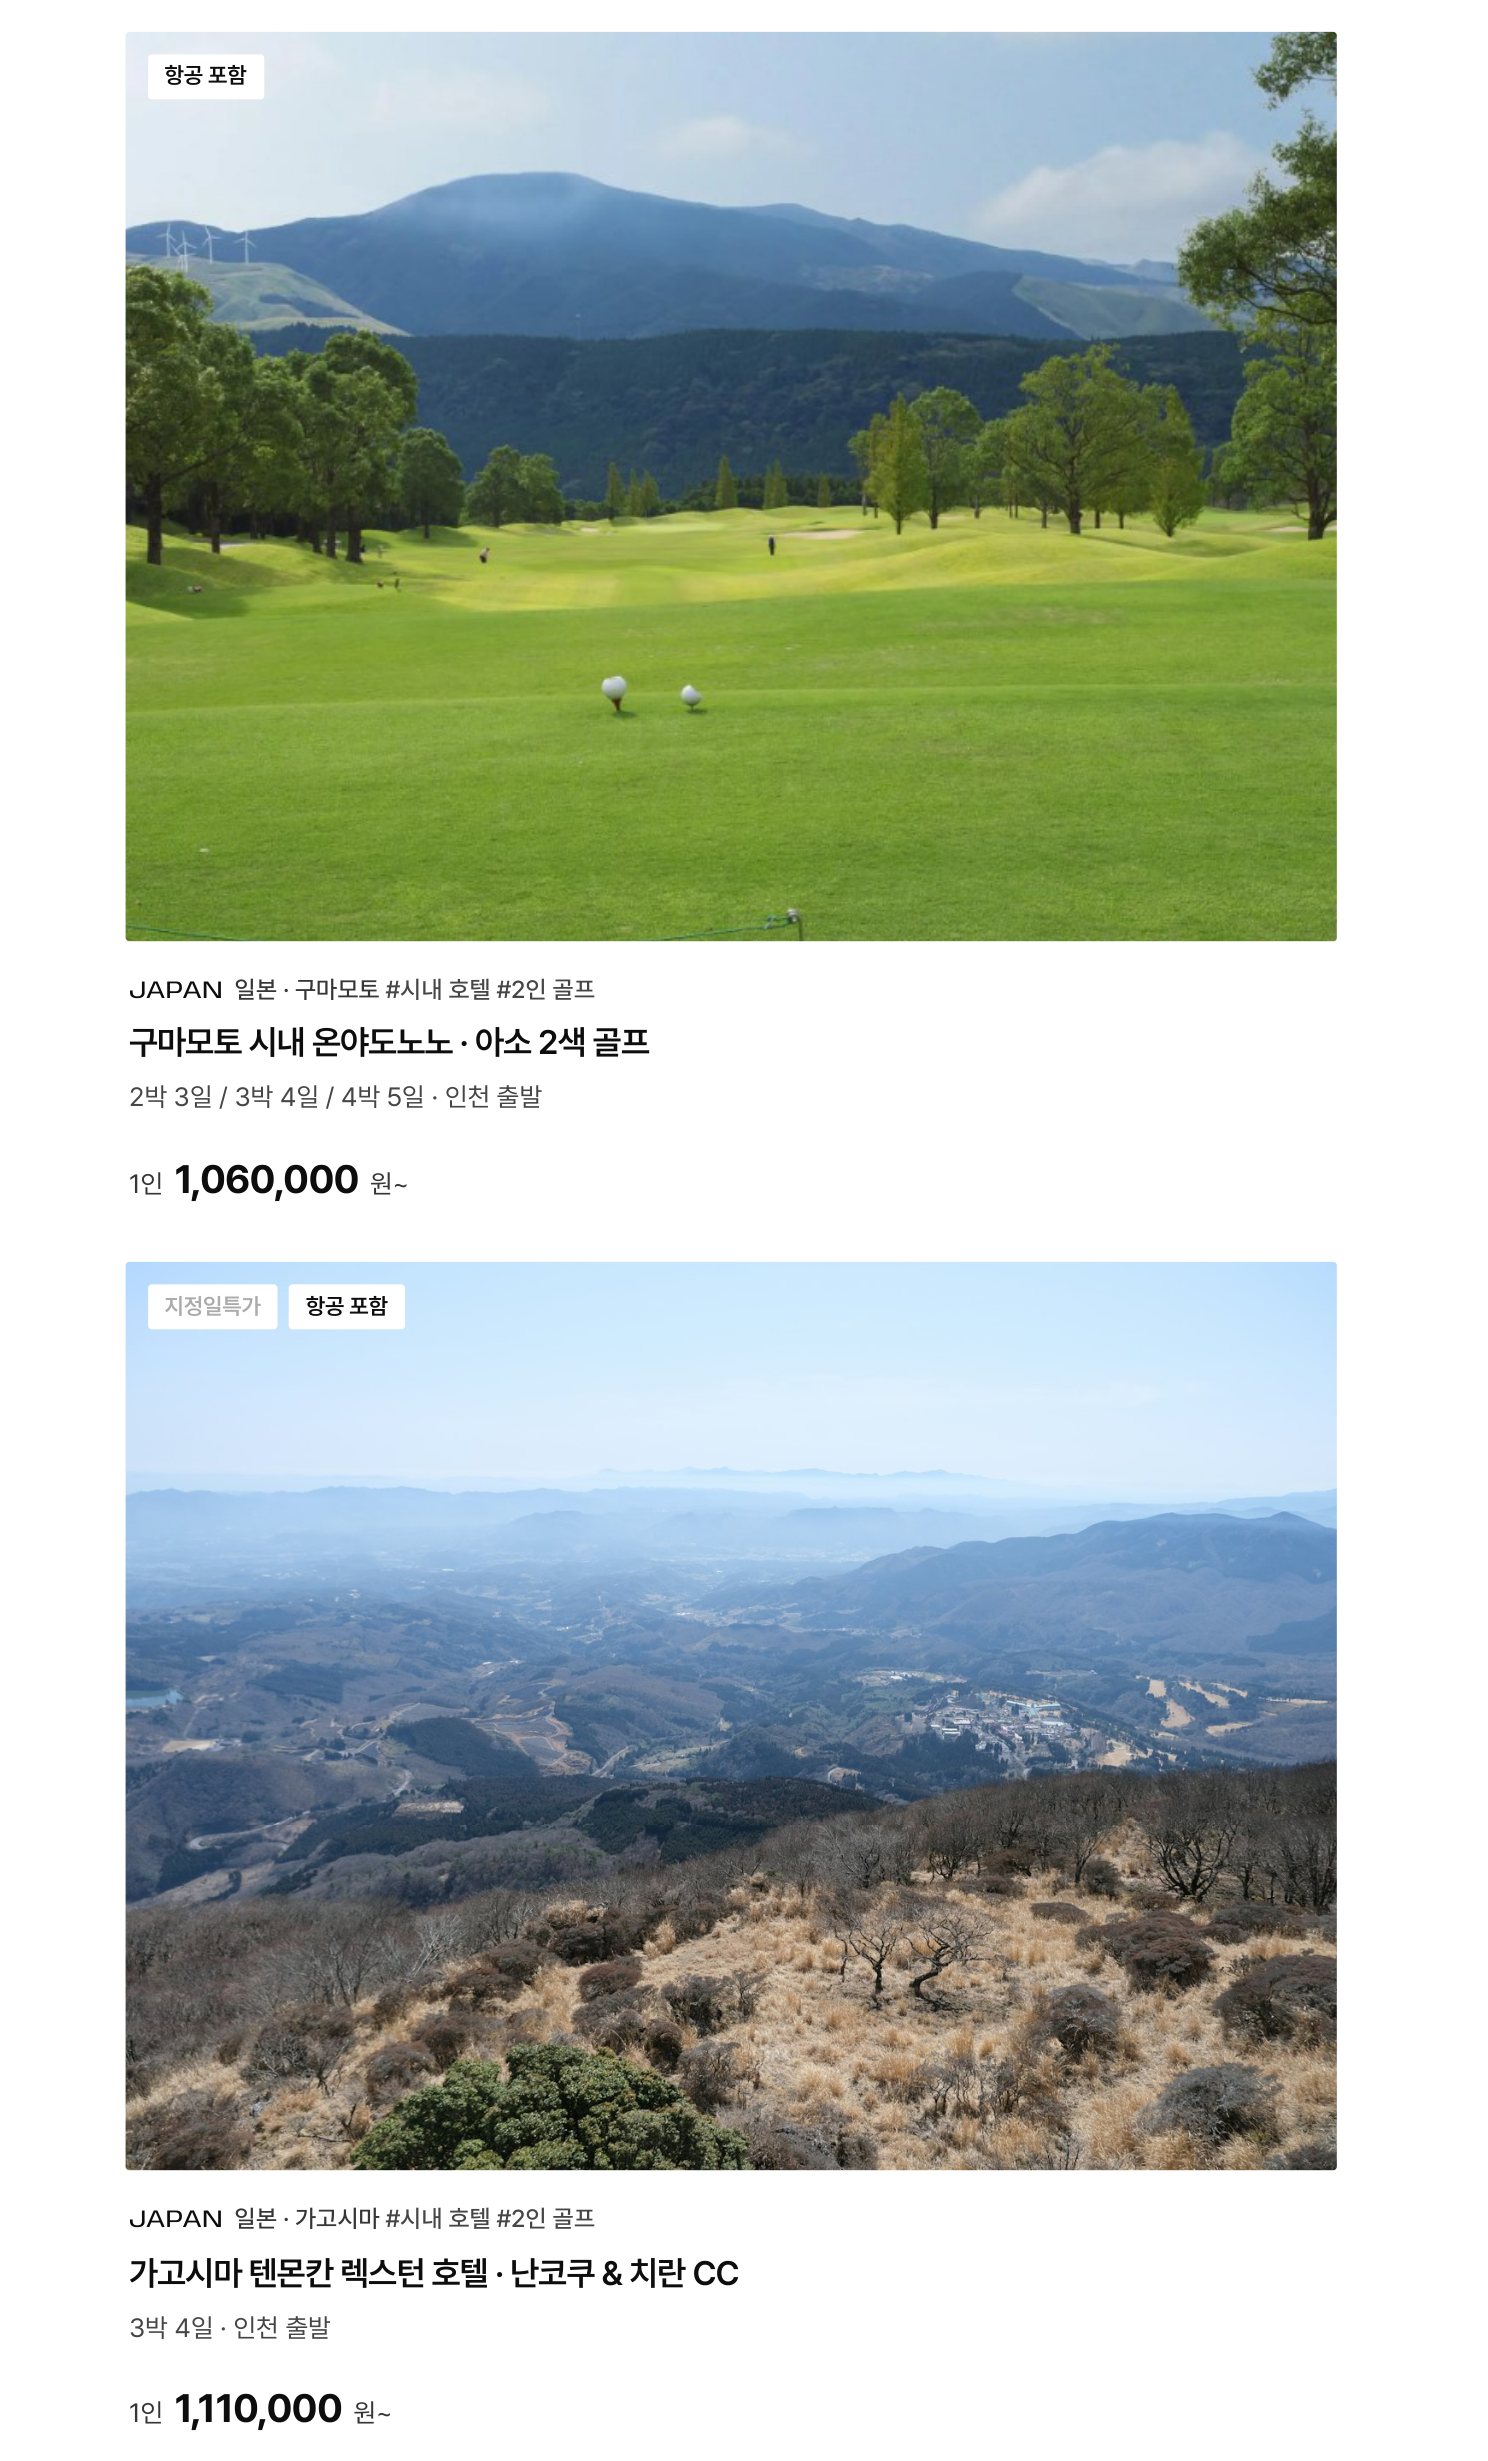 항공 포함
JAPAN 일본 · 구마모토 #시내 호텔 #2인 골프
구마모토 시내 온야도노노 · 아소 2색 골프
2박 3일 / 3박 4일 / 4박 5일 · 인천 출발
1인 1,060,000 원~
지정일특가 항공 포함
JAPAN 일본 · 가고시마 #시내 호텔 #2인 골프
가고시마 텐몬칸 렉스턴 호텔 · 난코쿠 & 치란 CC
3박 4일 · 인천 출발
1인 1,110,000 원~